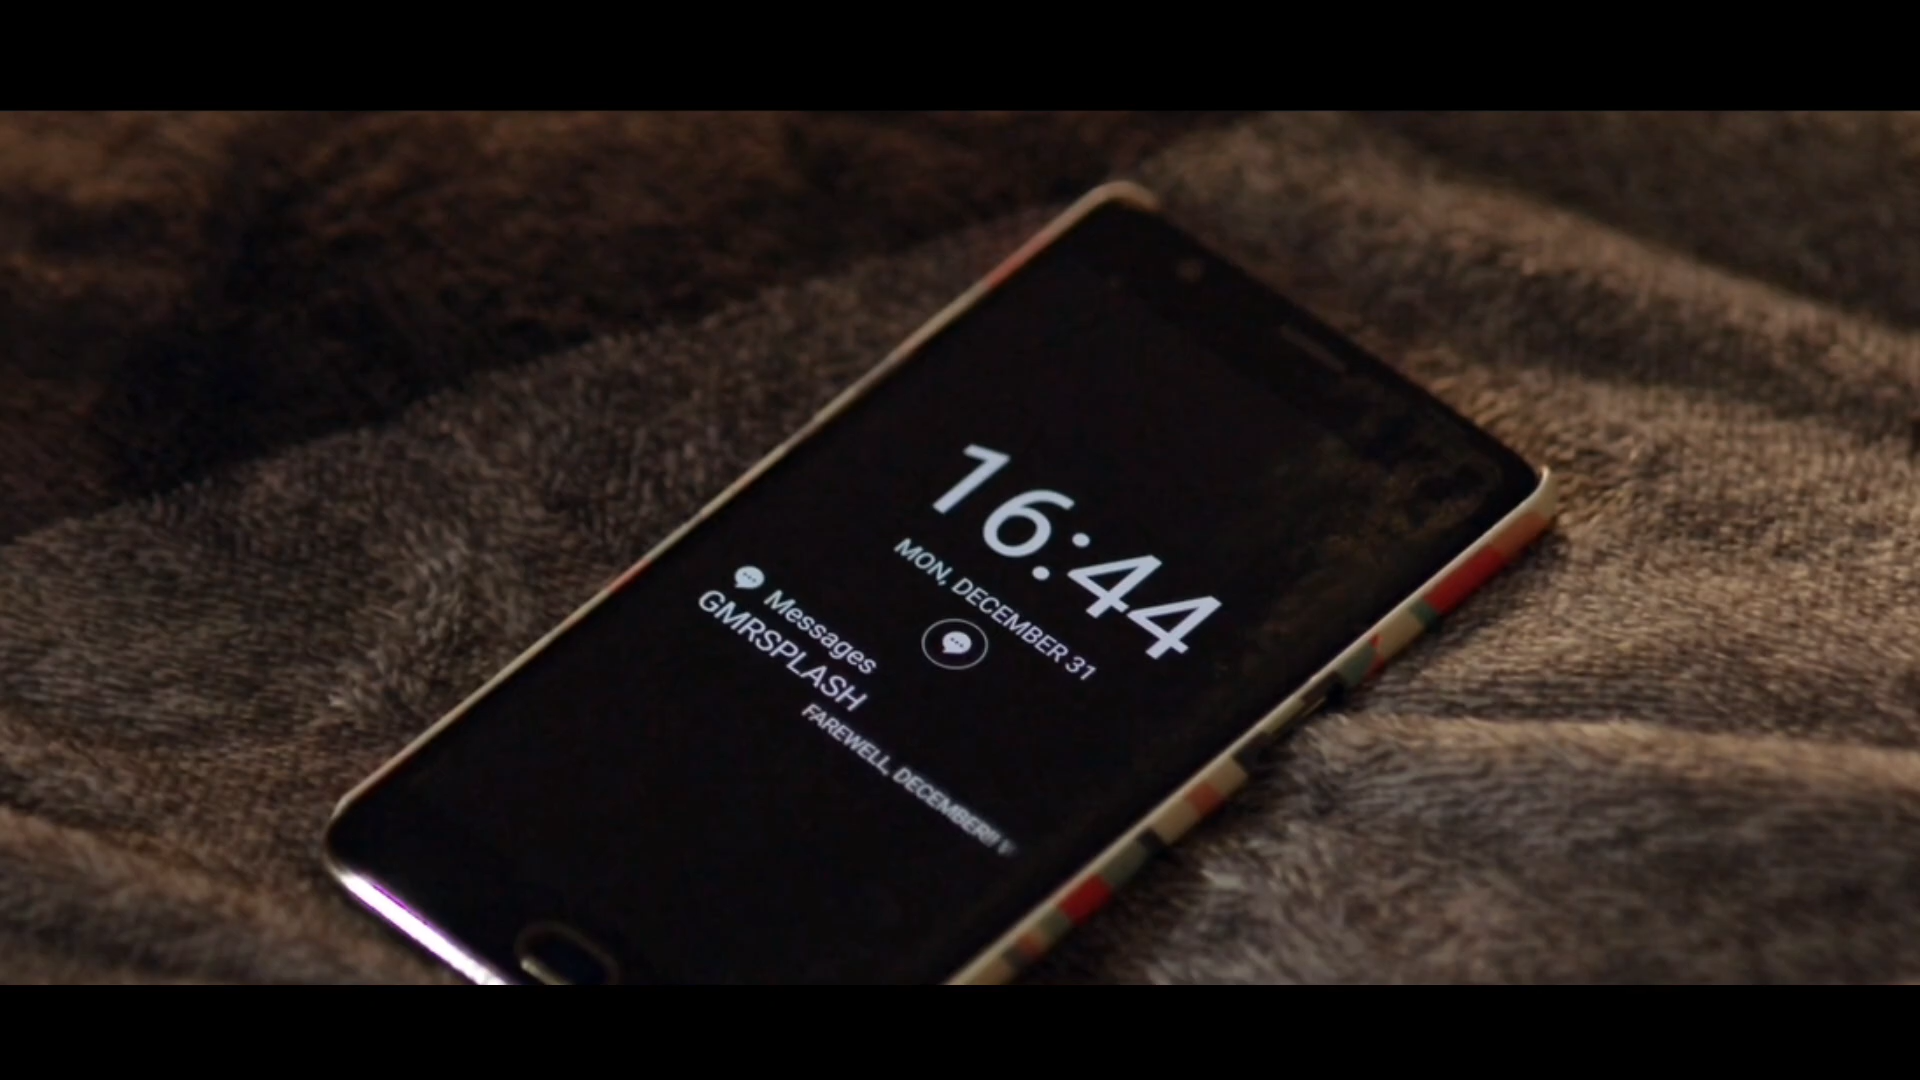 16:44
MON, DECEMBER 31
Messages
GMRSPLASH
FAREWELL, DECEMBER!!